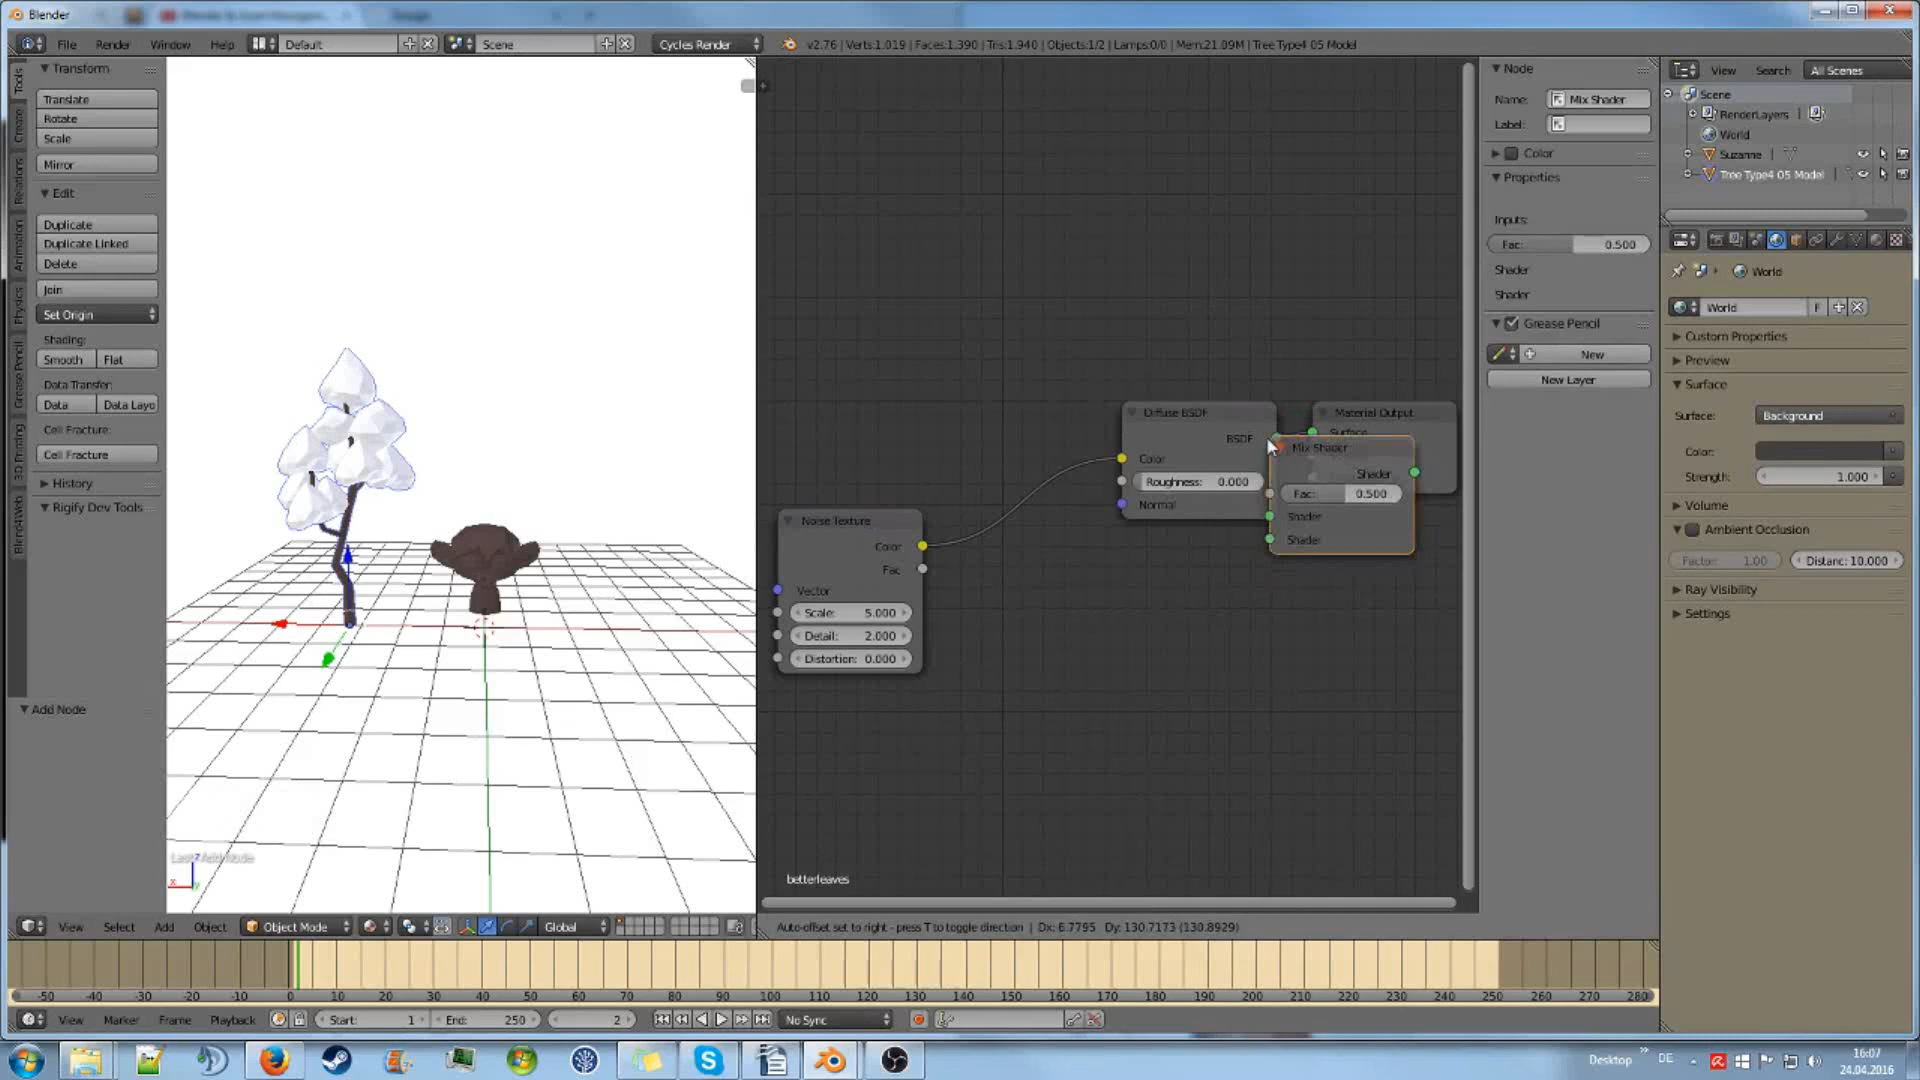 Blender
File Render Window Help Default Scene Cycles Render v2.76 | Verts:1.019 | Faces:1.390 | Tris:1.940 | Objects:1/2 | Lamps:0/0 | Mem:21.09M | Tree Type4 05 Model
Tools
Create
Relations
Animation
Physics
Grease Pencil
3D Printing
Blend4Web
Transform
Translate
Rotate
Scale
Mirror
Edit
Duplicate
Duplicate Linked
Delete
Join
Set Origin
Shading:
Smooth Flat
Data Transfer:
Data Data Layo
Cell Fracture:
Cell Fracture
History
Rigify Dev Tools
Add Node
View Select Add Object Object Mode Global
Noise Texture
Color
Fac
Vector
Scale: 5.000
Detail: 2.000
Distortion: 0.000
Diffuse BSDF
BSDF
Color
Roughness: 0.000
Normal
Material Output
Surface
Mix Shader
Shader
Fac: 0.500
Shader
Shader
betterleaves
Auto-offset set to right - press T to toggle direction | Dx: 6.7795 Dy: 130.7173 (130.8929)
Node
Name: Mix Shader
Label:
Color
Properties
Inputs:
Fac: 0.500
Shader
Shader
Grease Pencil
New
New Layer
View Search All Scenes
Scene
RenderLayers
World
Suzanne
Tree Type4 05 Model
World
World F
Custom Properties
Preview
Surface
Surface: Background
Color:
Strength: 1.000
Volume
Ambient Occlusion
Factor: 1.00 Distanc: 10.000
Ray Visibility
Settings
-50 -40 -30 -20 -10 0 10 20 30 40 50 60 70 80 90 100 110 120 130 140 150 160 170 180 190 200 210 220 230 240 250 260 270 280
View Marker Frame Playback Start: 1 End: 250 2 No Sync
Desktop DE 16:07
24.04.2016